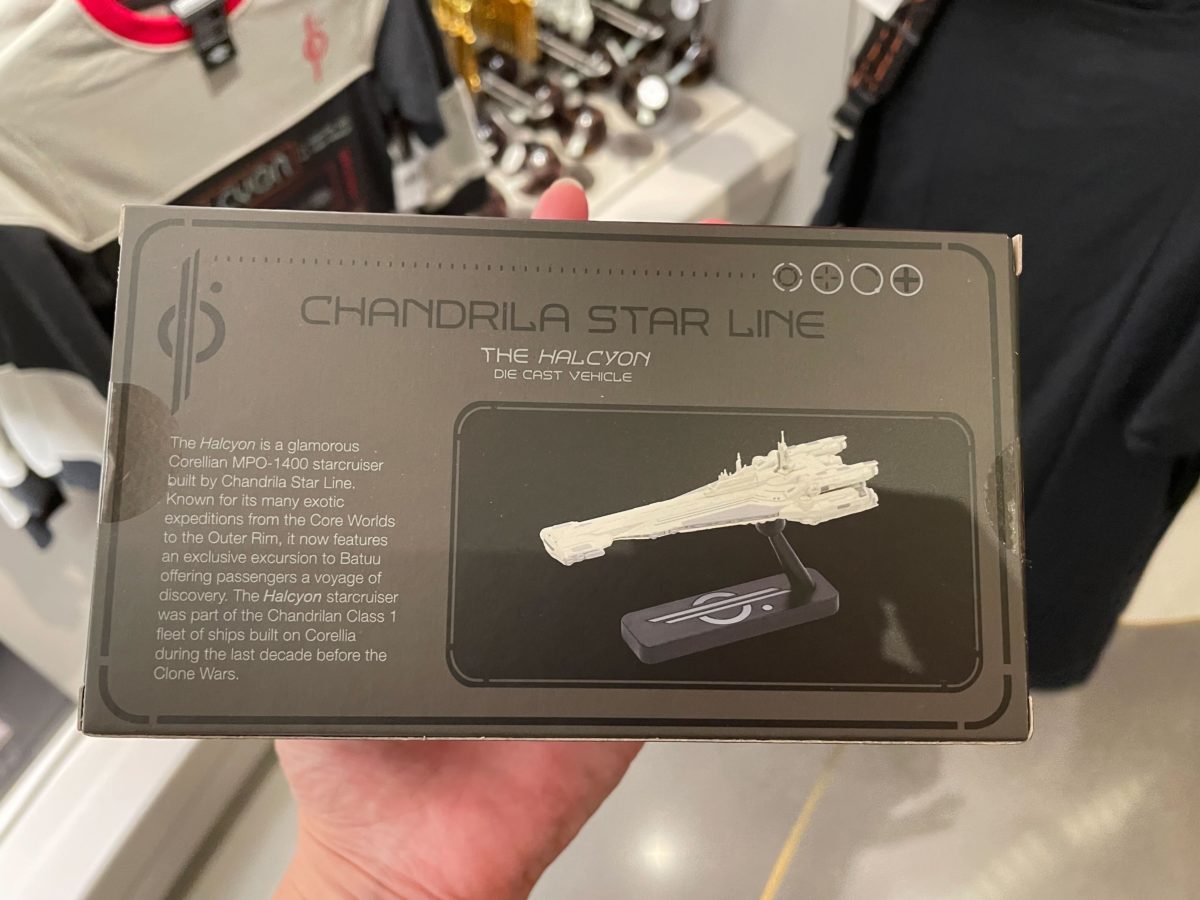 CHANDRILA STAR LINE
THE HALCYON
DIE CAST VEHICLE
The Halcyon is a glamorous
Corellian MPO-1400 starcruiser
built by Chandrila Star Line.
Known for its many exotic
expeditions from the Core Worlds
to the Outer Rim, it now features
an exclusive excursion to Batuu
offering passengers a voyage of
discovery. The Halcyon starcruiser
was part of the Chandrilan Class 1
fleet of ships built on Corellia
during the last decade before the
Clone Wars.